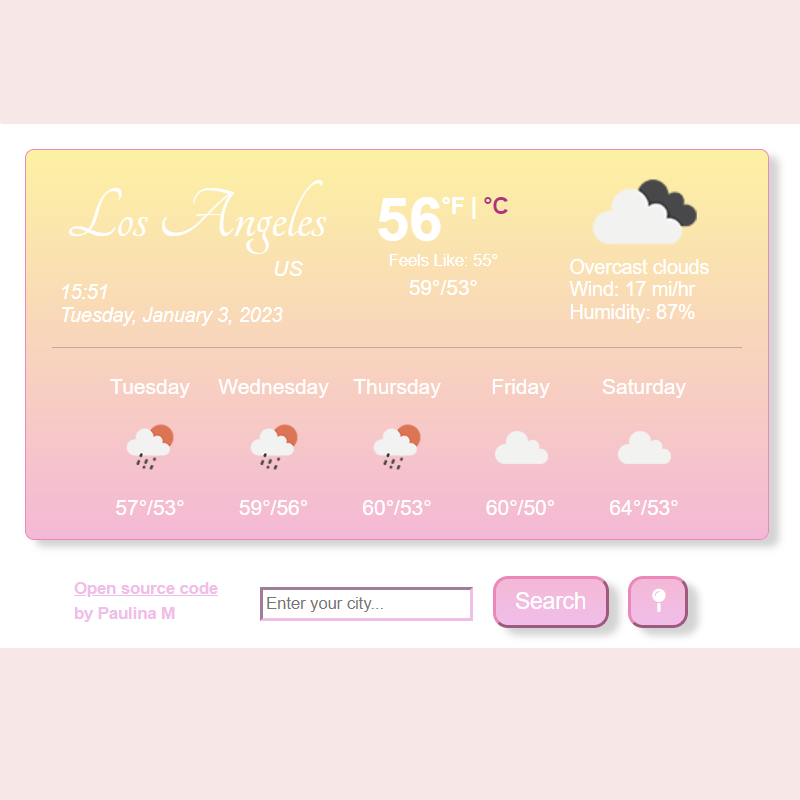 Los Angeles
US
15:51
Tuesday, January 3, 2023
56°F | °C
Feels Like: 55°
59°/53°
Overcast clouds
Wind: 17 mi/hr
Humidity: 87%
Tuesday Wednesday Thursday Friday Saturday
57°/53° 59°/56° 60°/53° 60°/50° 64°/53°
Open source code
by Paulina M
Enter your city...
Search